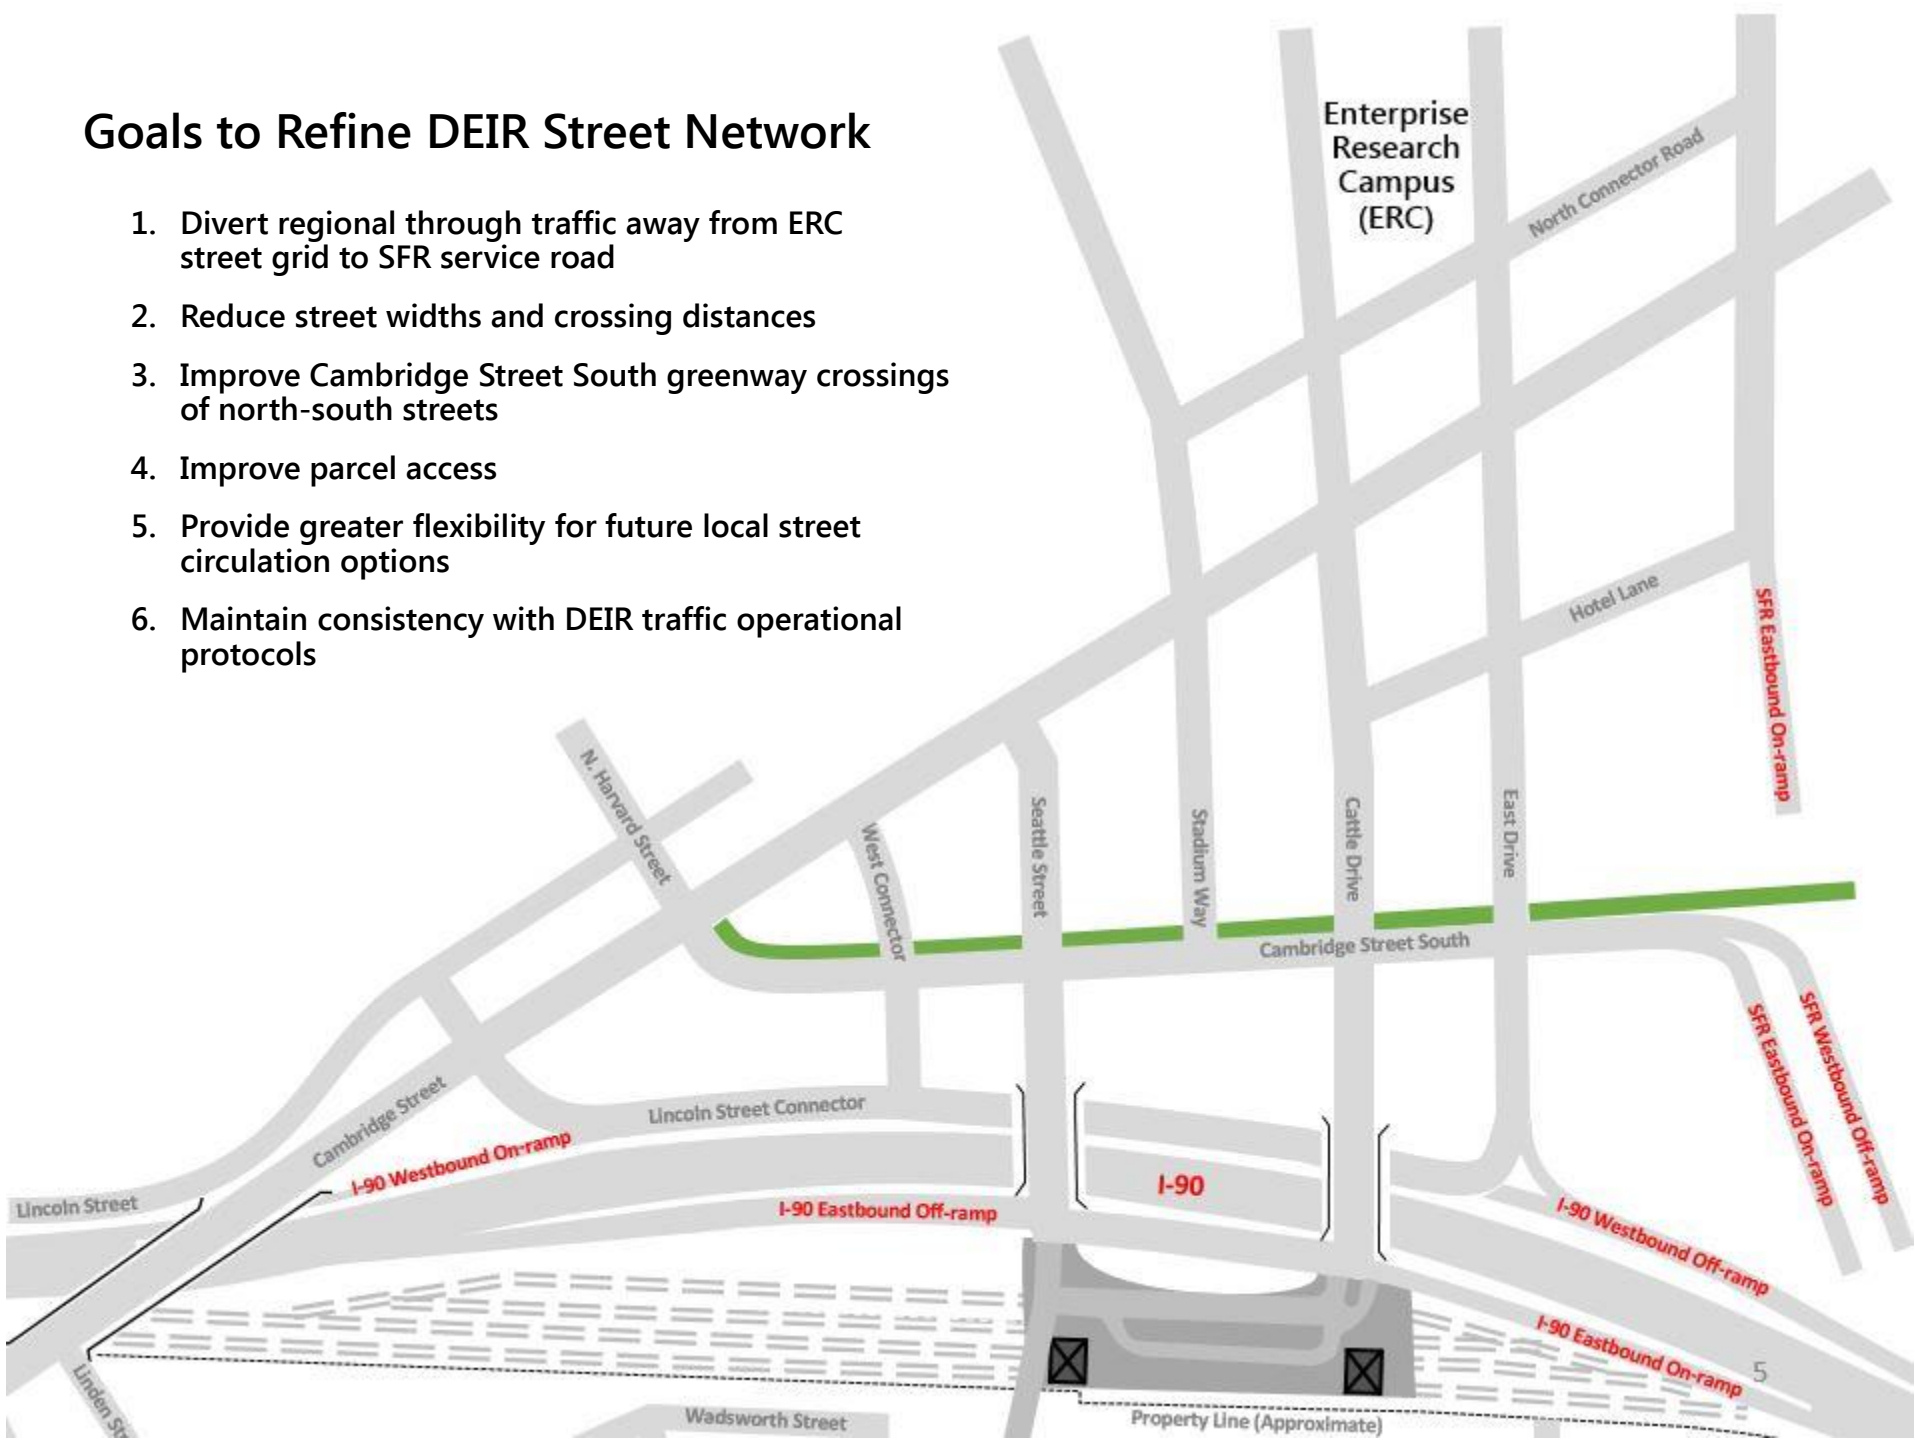 Goals to Refine DEIR Street Network
1. Divert regional through traffic away from ERC
street grid to SFR service road
2. Reduce street widths and crossing distances
3. Improve Cambridge Street South greenway crossings
of north-south streets
4. Improve parcel access
5. Provide greater flexibility for future local street
circulation options
6. Maintain consistency with DEIR traffic operational
protocols
Enterprise
Research
Campus
(ERC)
North Connector Road
Hotel Lane
SFR Eastbound On-ramp
N. Harvard Street
West Connector
Seattle Street
Stadium Way
Cattle Drive
East Drive
Cambridge Street South
SFR Eastbound On-ramp
SFR Westbound Off-ramp
Cambridge Street
Lincoln Street Connector
I-90 Westbound On-ramp
Lincoln Street
I-90 Eastbound Off-ramp
I-90
I-90 Westbound Off-ramp
I-90 Eastbound On-ramp
5
Linden Str
Wadsworth Street
Property Line (Approximate)